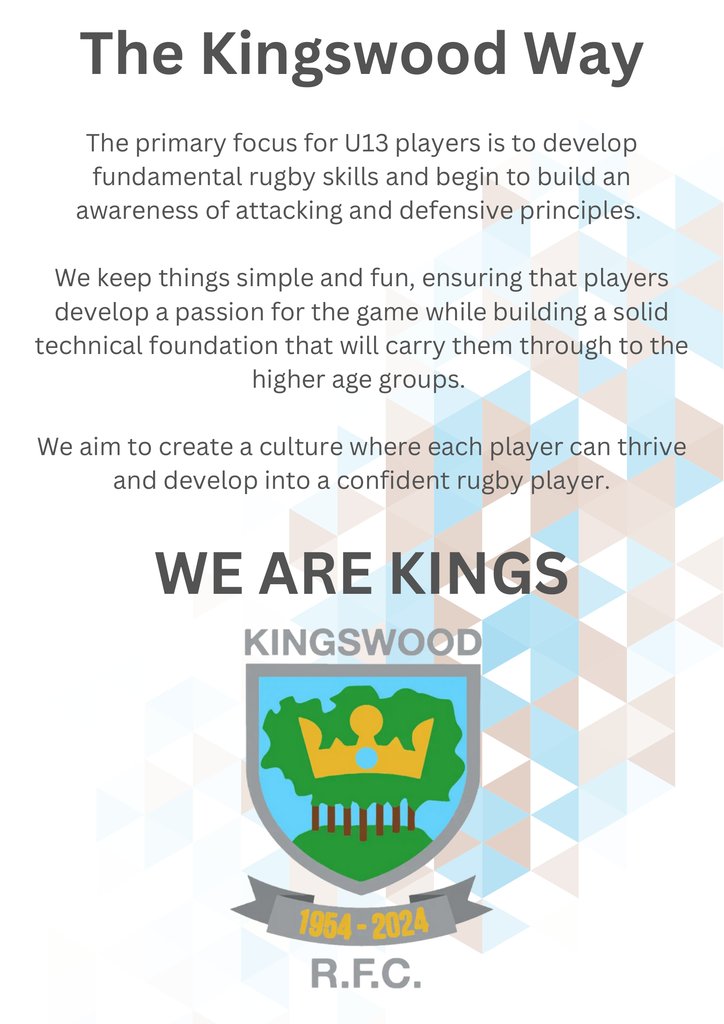 The Kingswood Way
The primary focus for U13 players is to develop
fundamental rugby skills and begin to build an
awareness of attacking and defensive principles.
We keep things simple and fun, ensuring that players
develop a passion for the game while building a solid
technical foundation that will carry them through to the
higher age groups.
We aim to create a culture where each player can thrive
and develop into a confident rugby player.
WE ARE KINGS
KINGSWOOD
1954 - 2024
R.F.C.